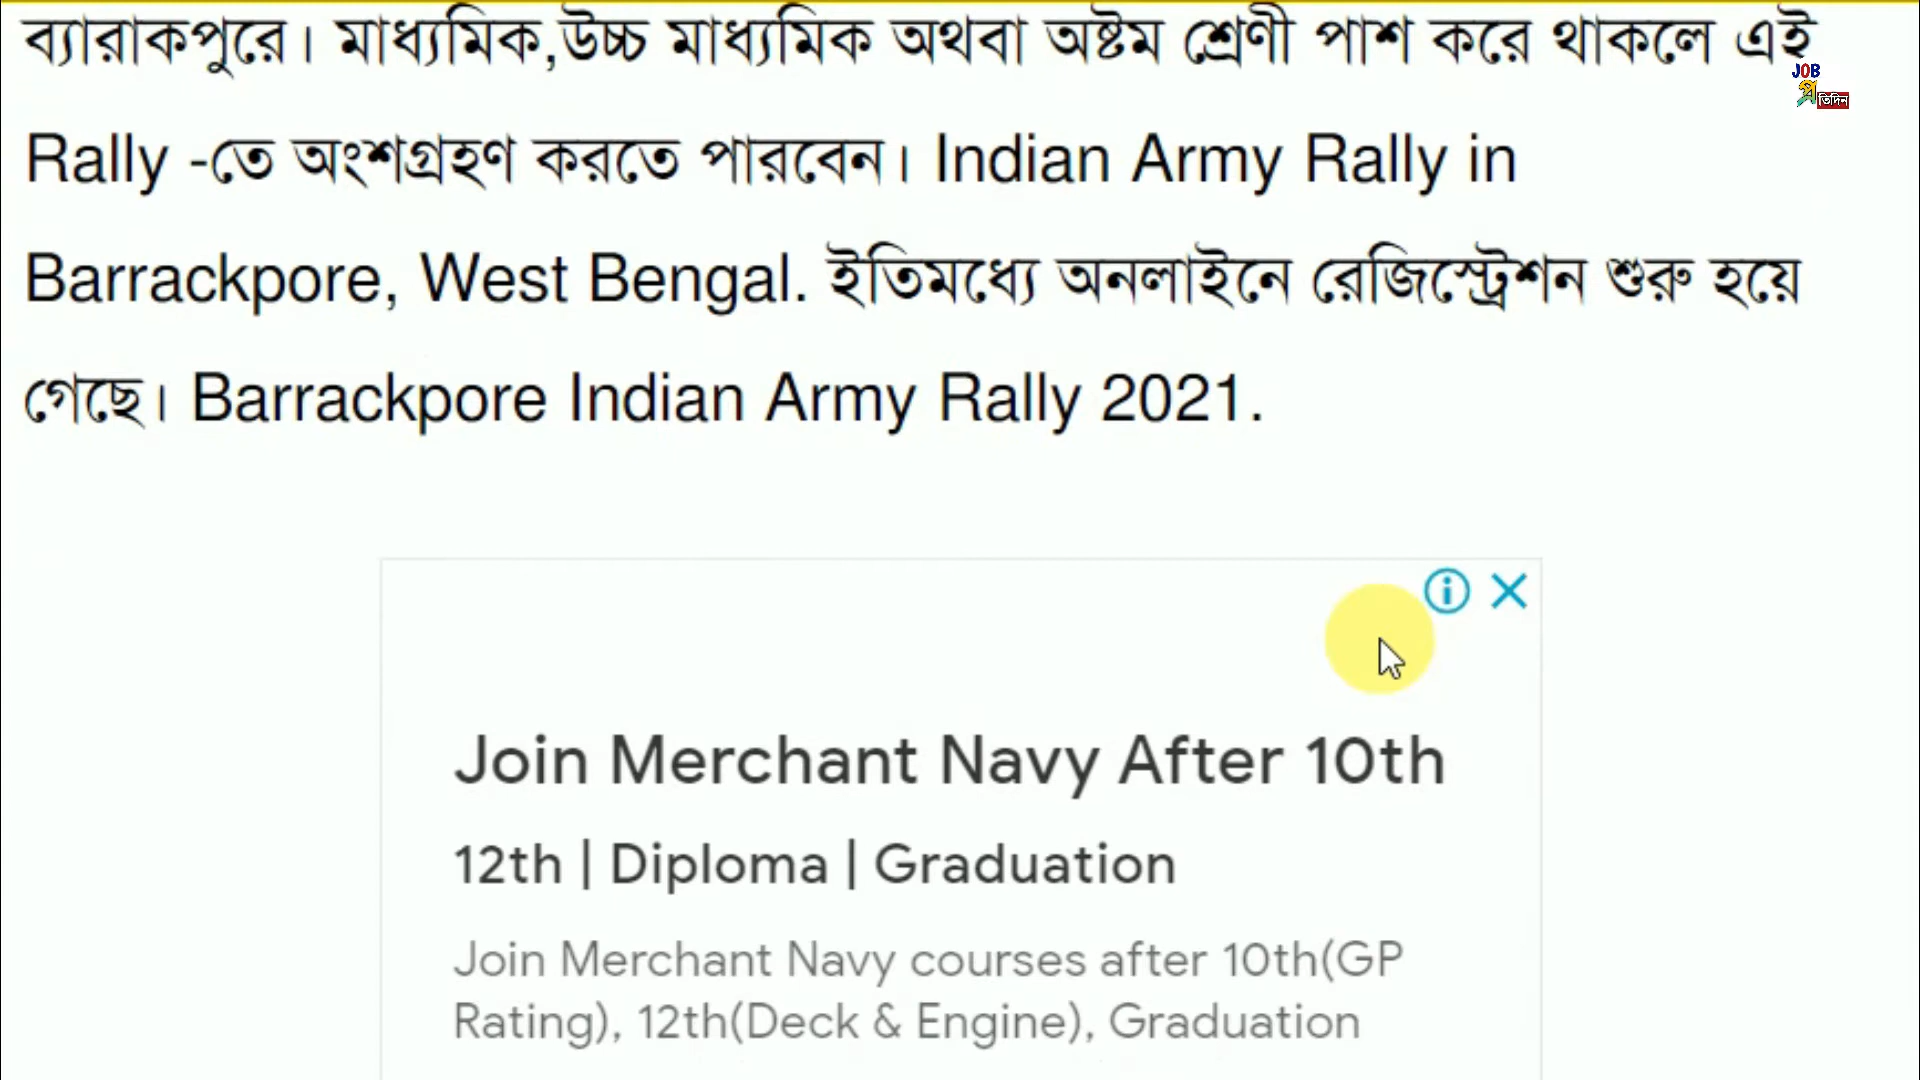 ব্যারাকপুরে। মাধ্যমিক,উচ্চ মাধ্যমিক অথবা অষ্টম শ্রেণী পাশ করে থাকলে এই
JOB
প্রতিদিন
Rally -তে অংশগ্রহণ করতে পারবেন। Indian Army Rally in
Barrackpore, West Bengal. ইতিমধ্যে অনলাইনে রেজিস্ট্রেশন শুরু হয়ে
গেছে। Barrackpore Indian Army Rally 2021.
Join Merchant Navy After 10th
12th | Diploma | Graduation
Join Merchant Navy courses after 10th(GP
Rating), 12th(Deck & Engine), Graduation